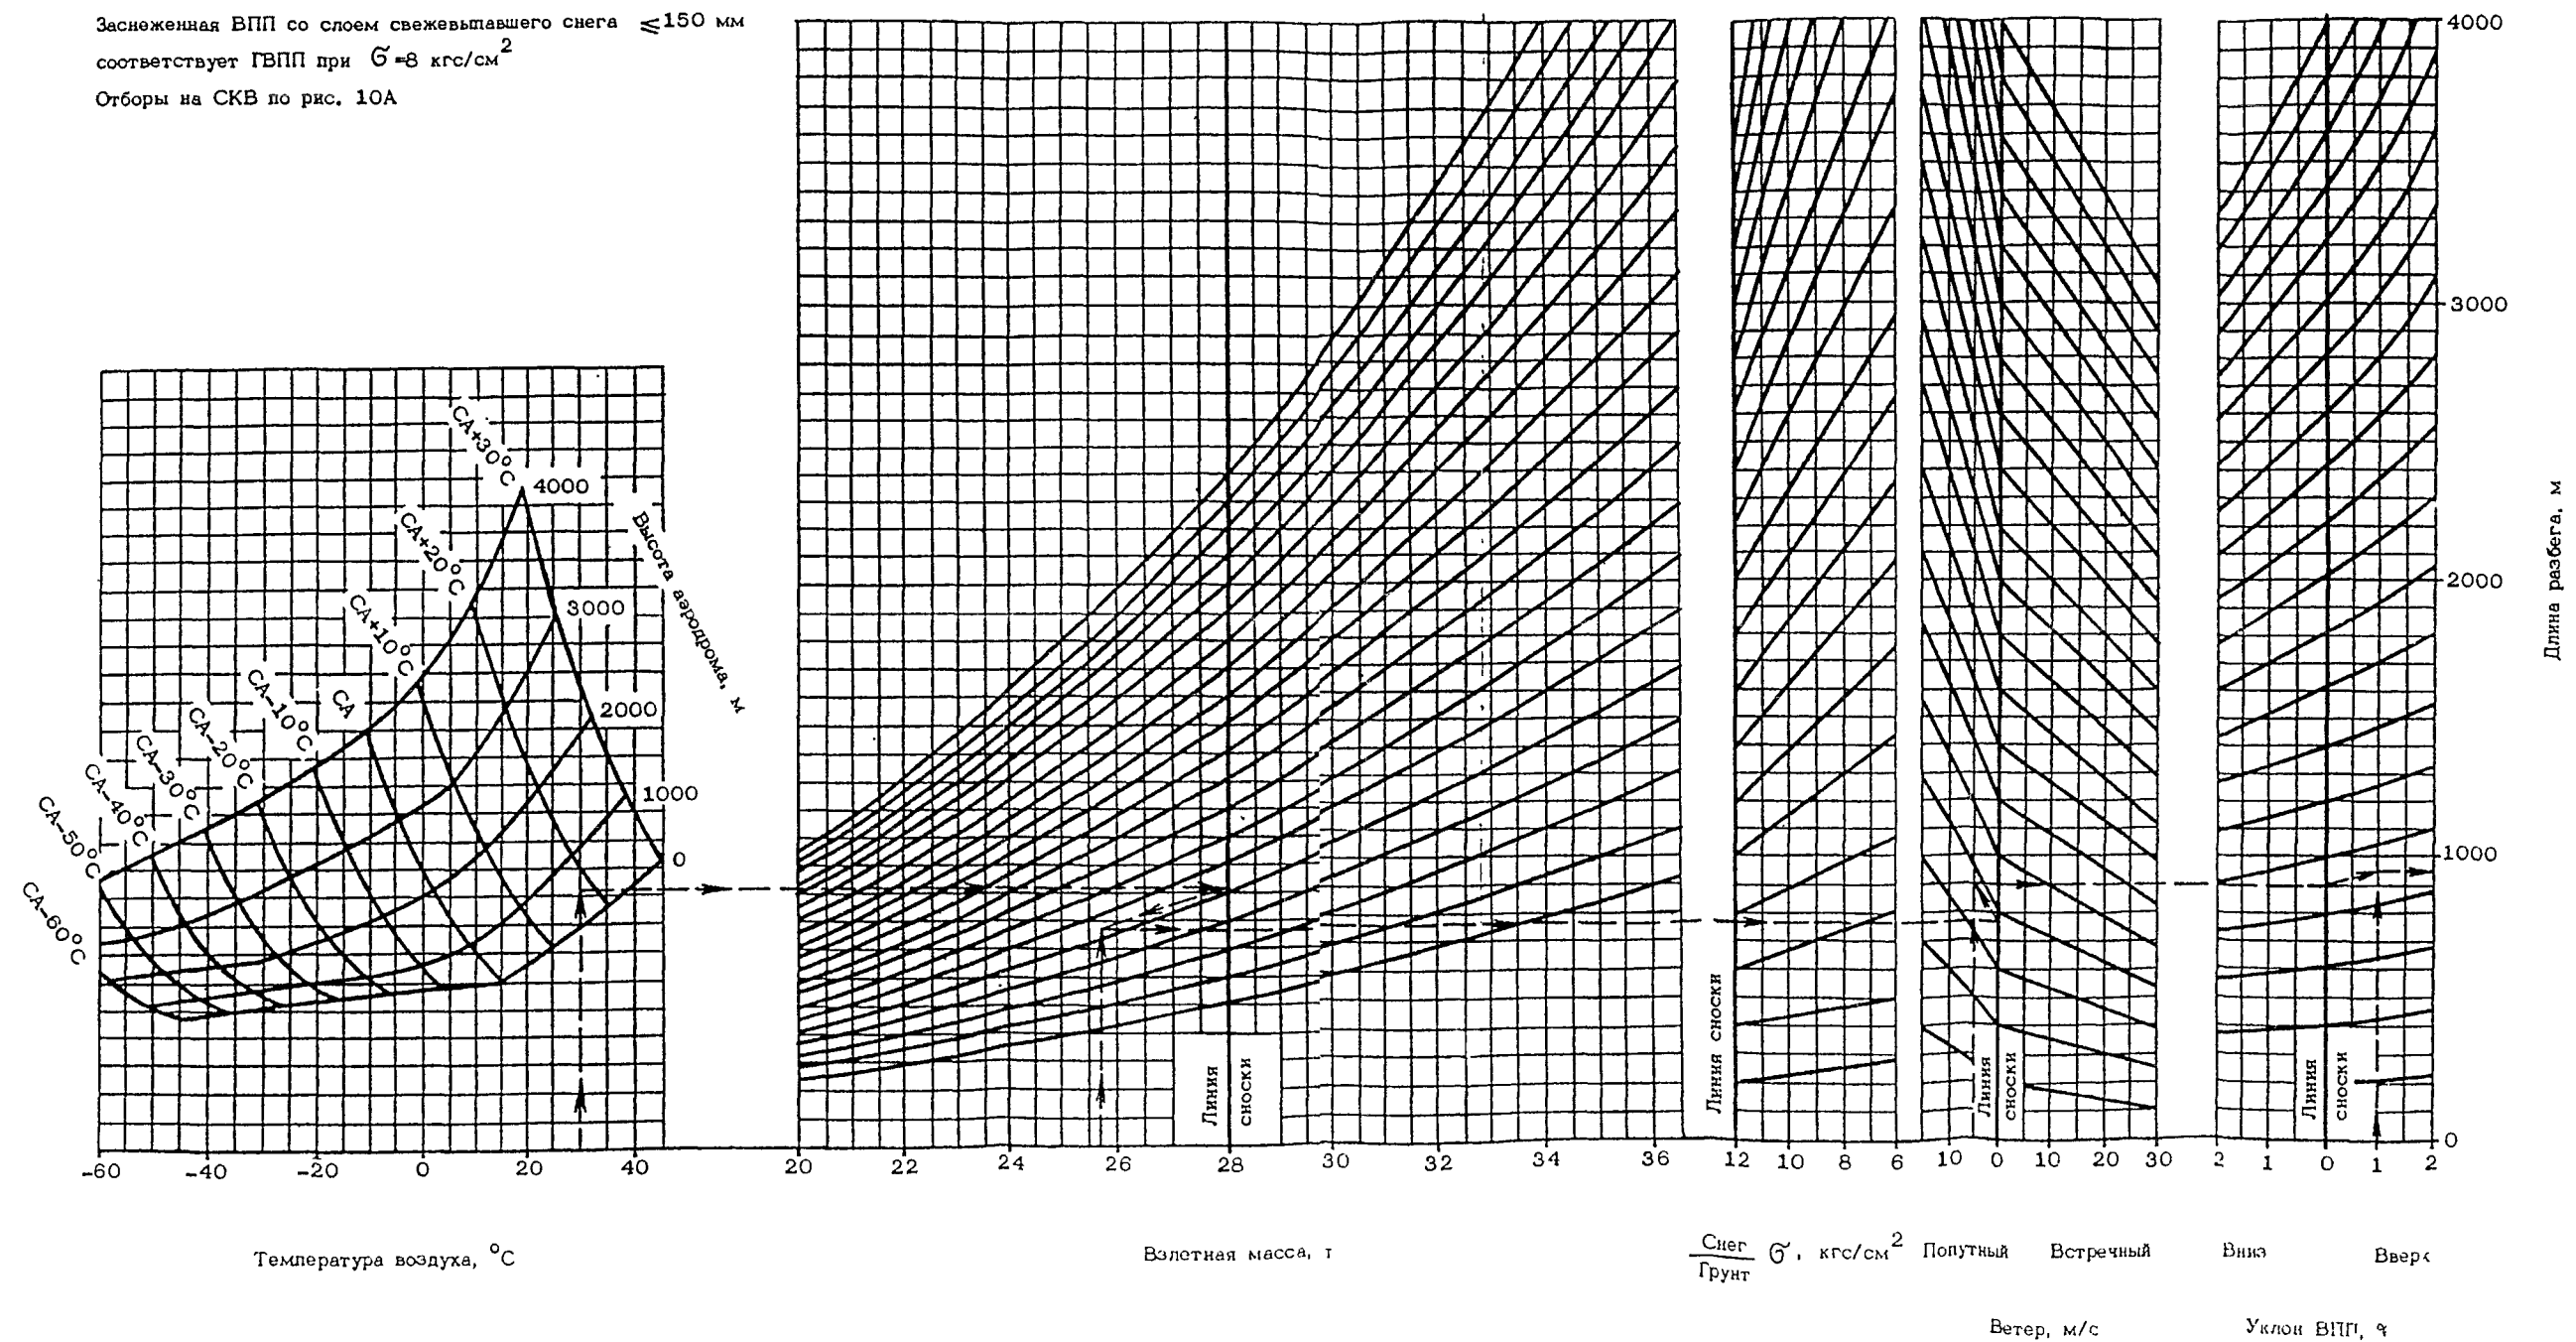 Заснеженная ВПП со слоем свежевыпавшего снега ≤150 мм
соответствует ГВПП при σ=8 кгс/см²
Отборы на СКВ по рис. 10А
СА+30°С
СА+20°С
СА+10°С
СА
СА-10°С
СА-20°С
СА-30°С
СА-40°С
СА-50°С
СА-60°С
4000
3000
2000
1000
0
Высота аэродрома, м
-60 -40 -20 0 20 40
Температура воздуха, °С
Линия
сноски
20 22 24 26 28 30 32 34 36
Взлетная масса, т
Линия сноски
12 10 8 6
Снег
Грунт
σ, кгс/см²
Линия
сноски
10 0 10 20 30
Попутный Встречный
Ветер, м/с
Линия
сноски
2 1 0 1 2
Вниз Вверх
Уклон ВПП, %
4000
3000
2000
1000
0
Длина разбега, м